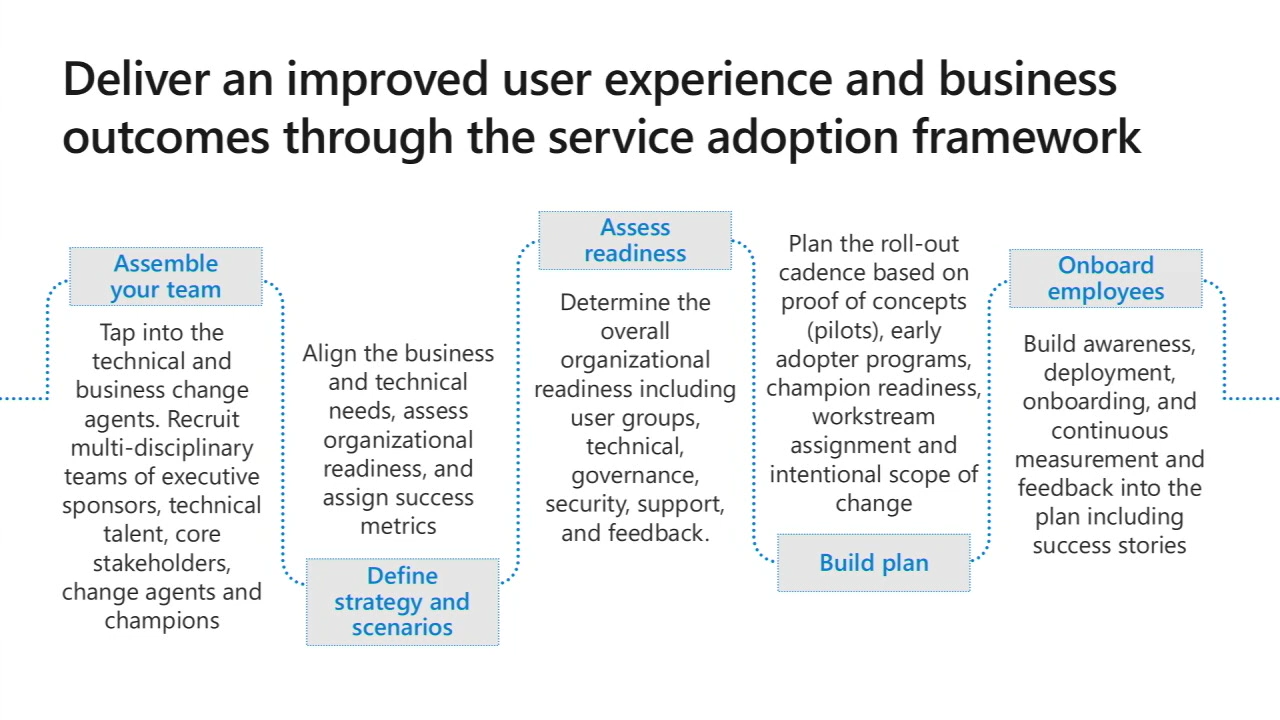 Deliver an improved user experience and business
outcomes through the service adoption framework
Assemble
your team
Tap into the
technical and
business change
agents. Recruit
multi-disciplinary
teams of executive
sponsors, technical
talent, core
stakeholders,
change agents and
champions
Align the business
and technical
needs, assess
organizational
readiness, and
assign success
metrics
Define
strategy and
scenarios
Assess
readiness
Determine the
overall
organizational
readiness including
user groups,
technical,
governance,
security, support,
and feedback.
Plan the roll-out
cadence based on
proof of concepts
(pilots), early
adopter programs,
champion readiness,
workstream
assignment and
intentional scope of
change
Build plan
Onboard
employees
Build awareness,
deployment,
onboarding, and
continuous
measurement and
feedback into the
plan including
success stories